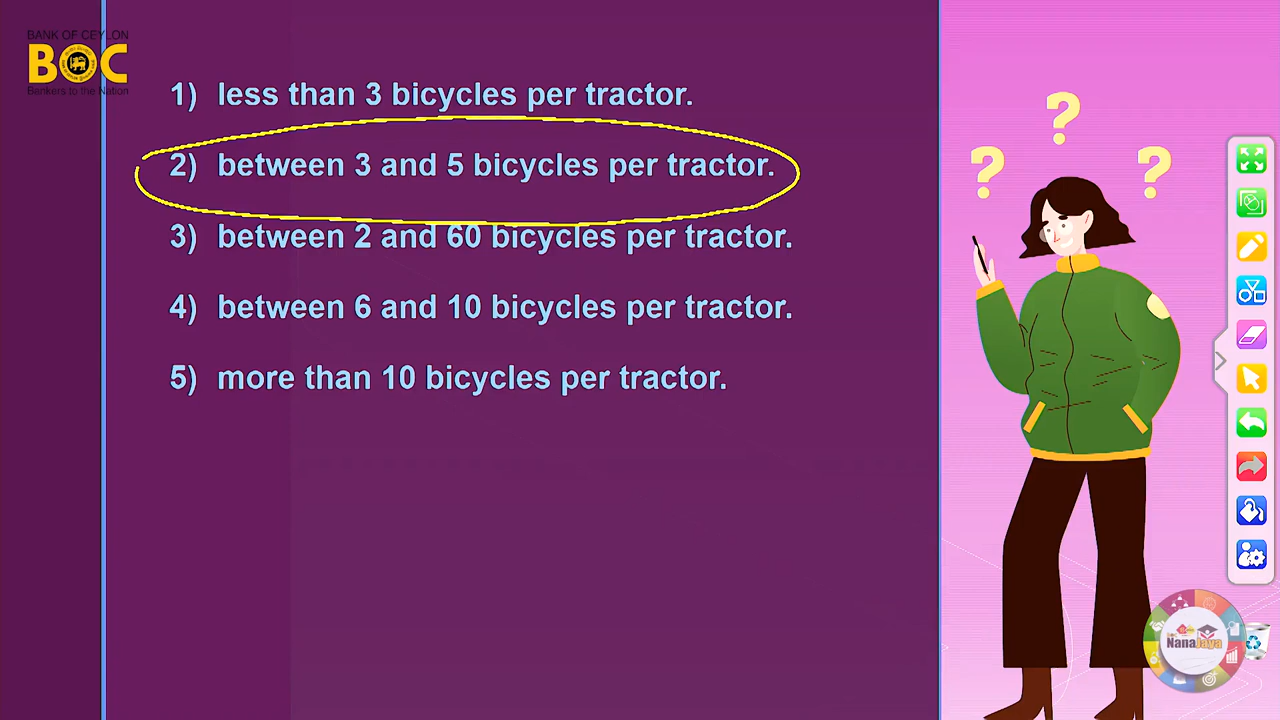 BANK OF CEYLON
BOC
Bankers to the Nation
1) less than 3 bicycles per tractor.
2) between 3 and 5 bicycles per tractor.
3) between 2 and 60 bicycles per tractor.
4) between 6 and 10 bicycles per tractor.
5) more than 10 bicycles per tractor.
? ? ?
NanaJaya